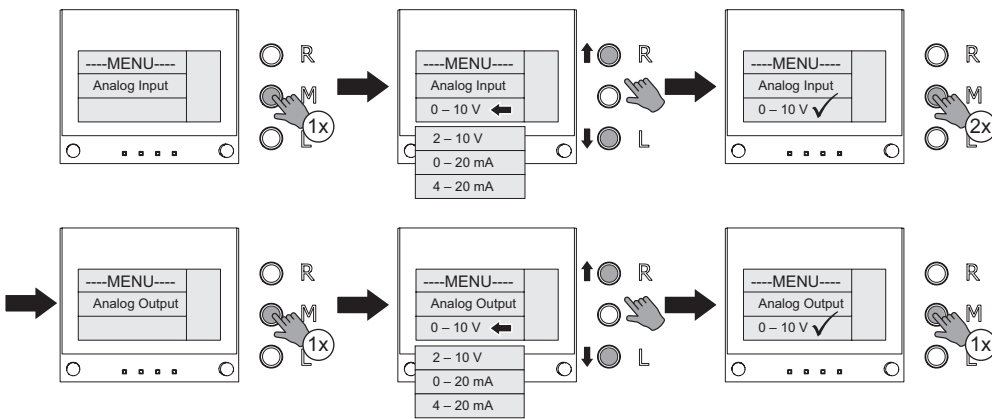 ----MENU----
Analog Input
R
M
L
1x
----MENU----
Analog Input
0 – 10 V
2 – 10 V
0 – 20 mA
4 – 20 mA
R
L
----MENU----
Analog Input
0 – 10 V
R
M
L
2x
----MENU----
Analog Output
R
M
L
1x
----MENU----
Analog Output
0 – 10 V
2 – 10 V
0 – 20 mA
4 – 20 mA
R
L
----MENU----
Analog Output
0 – 10 V
R
M
L
1x